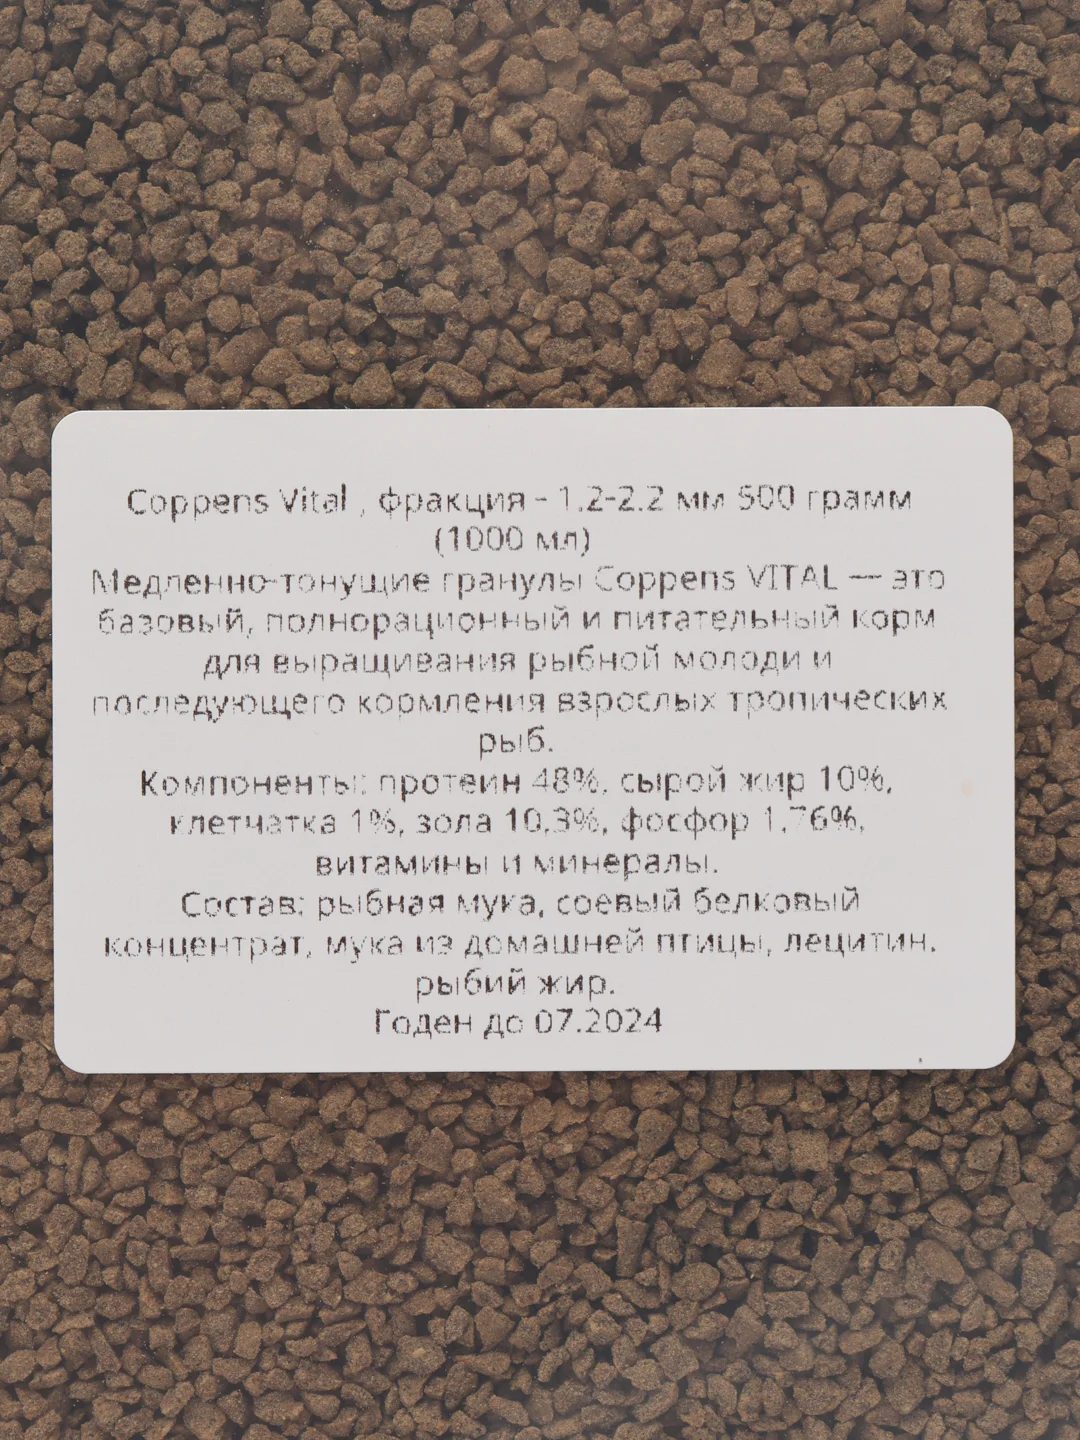 Coppens Vital , фракция - 1.2-2.2 мм 500 грамм
(1000 мл)
Медленно-тонущие гранулы Coppens VITAL — это
базовый, полнорационный и питательный корм
для выращивания рыбной молоди и
последующего кормления взрослых тропических
рыб.
Компоненты: протеин 48%, сырой жир 10%,
клетчатка 1%, зола 10,3%, фосфор 1,76%,
витамины и минералы.
Состав: рыбная мука, соевый белковый
концентрат, мука из домашней птицы, лецитин,
рыбий жир.
Годен до 07.2024